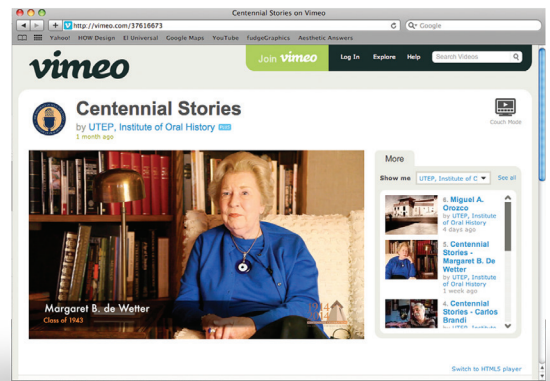 Centennial Stories on Vimeo
http://vimeo.com/37616673
Google
Yahoo! HOW Design El Universal Google Maps YouTube fudgeGraphics Aesthetic Answers
vimeo
Join vimeo Log In Explore Help Search Videos
Centennial Stories
by UTEP, Institute of Oral History PLUS
1 month ago
Couch Mode
Margaret B. de Wetter
Class of 1943
More
Show me UTEP, Institute of C See all
6. Miguel A.
Orozco
by UTEP, Institute
of Oral History
4 days ago
5. Centennial
Stories -
Margaret B. De
Wetter
by UTEP, Institute
of Oral History
1 week ago
4. Centennial
Stories - Carlos
Brandi
by UTEP, Institute
Switch to HTML5 player